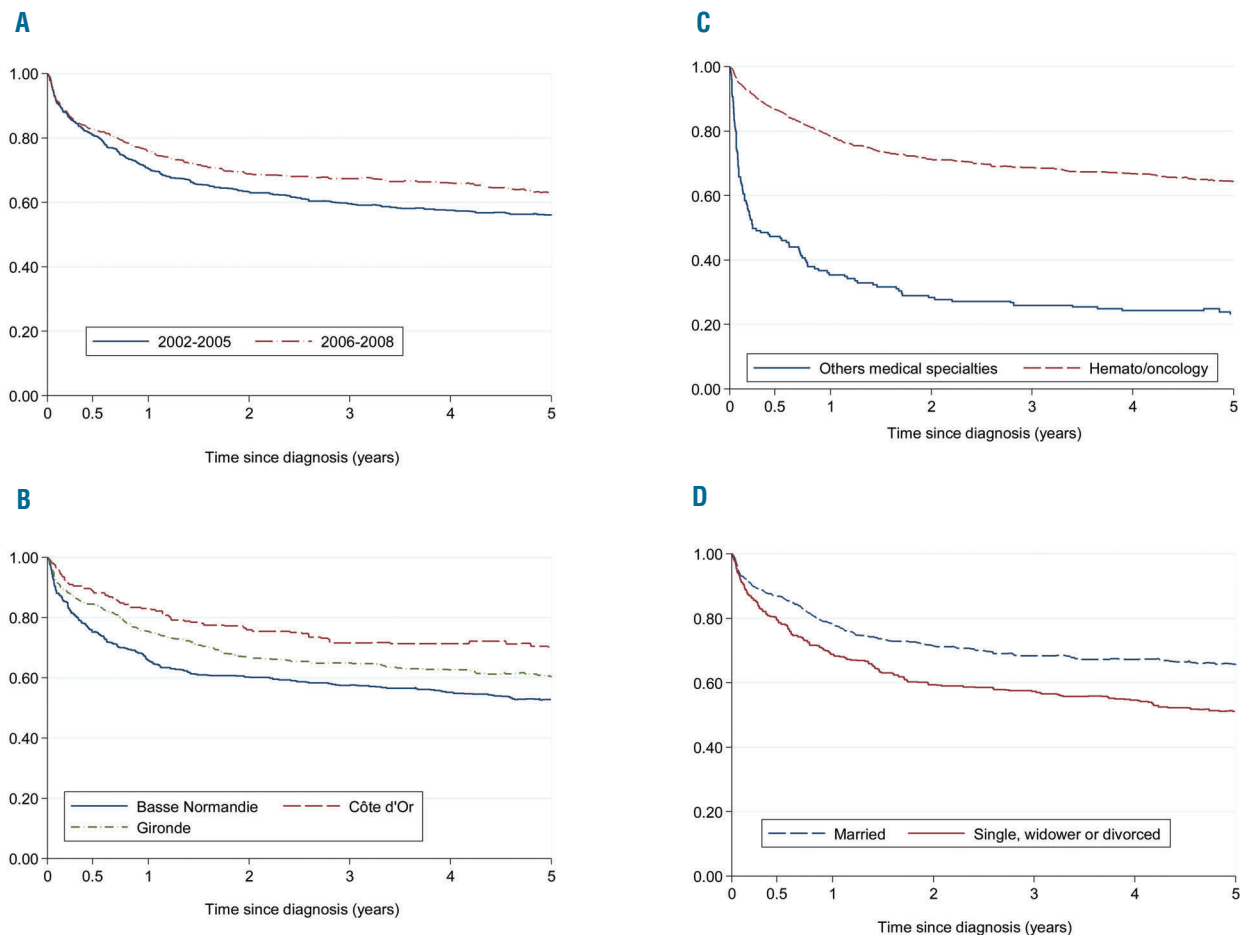 A
1.00
0.80
0.60
0.40
0.20
0.00
2002-2005 2006-2008
0 0.5 1 2 3 4 5
Time since diagnosis (years)
B
1.00
0.80
0.60
0.40
0.20
0.00
Basse Normandie Côte d'Or
Gironde
0 0.5 1 2 3 4 5
Time since diagnosis (years)
C
1.00
0.80
0.60
0.40
0.20
0.00
Others medical specialties Hemato/oncology
0 0.5 1 2 3 4 5
Time since diagnosis (years)
D
1.00
0.80
0.60
0.40
0.20
0.00
Married Single, widower or divorced
0 0.5 1 2 3 4 5
Time since diagnosis (years)